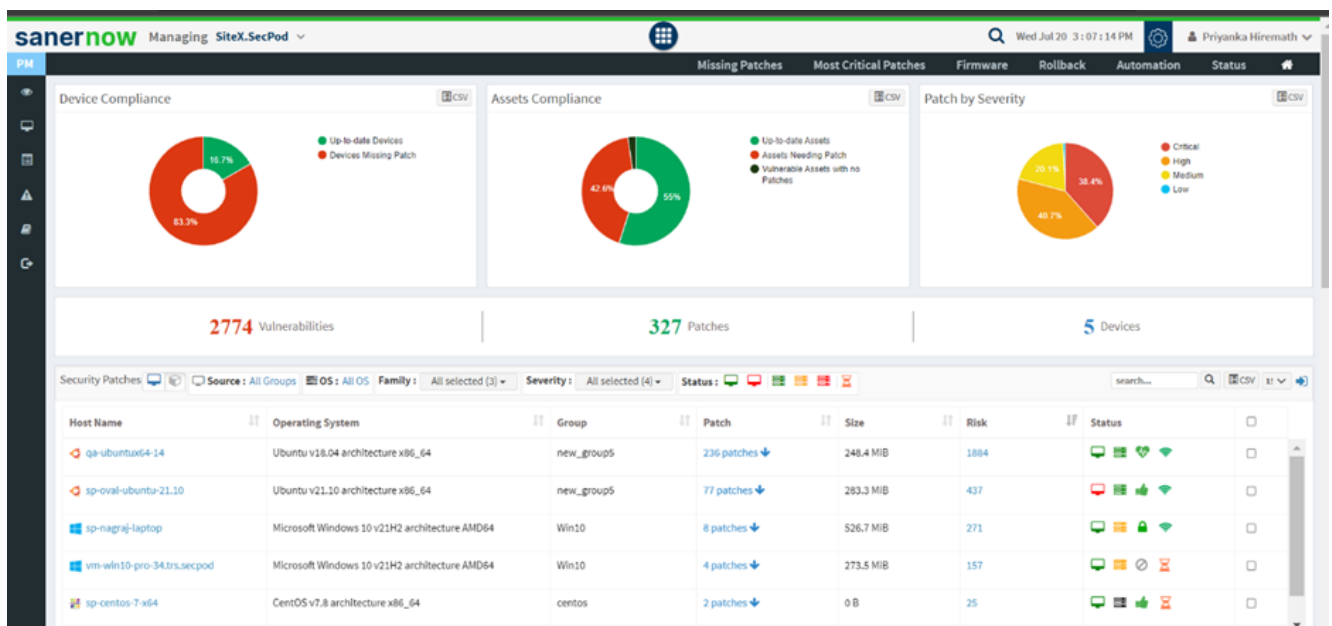 sanernow Managing SiteX.SecPod Wed Jul 20 3:07:14 PM Priyanka Hiremath
PM Missing Patches Most Critical Patches Firmware Rollback Automation Status
Device Compliance CSV Assets Compliance CSV Patch by Severity CSV
Up-to-date Devices
Devices Missing Patch
16.7%
83.3%
Up-to-date Assets
Assets Needing Patch
Vulnerable Assets with no
Patches
42.6%
55%
Critical
High
Medium
Low
20.1%
38.4%
40.7%
2774 Vulnerabilities 327 Patches 5 Devices
Security Patches Source : All Groups OS : All OS Family : All selected (3) Severity : All selected (4) Status : search... CSV
Host Name Operating System Group Patch Size Risk Status
qa-ubuntux64-14 Ubuntu v18.04 architecture x86_64 new_group5 236 patches 248.4 MiB 1884
sp-oval-ubuntu-21.10 Ubuntu v21.10 architecture x86_64 new_group5 77 patches 283.3 MiB 437
sp-nagraj-laptop Microsoft Windows 10 v21H2 architecture AMD64 Win10 8 patches 526.7 MiB 271
vm-win10-pro-34.trs.secpod Microsoft Windows 10 v21H2 architecture AMD64 Win10 4 patches 273.5 MiB 157
sp-centos-7-x64 CentOS v7.8 architecture x86_64 centos 2 patches 0 B 25